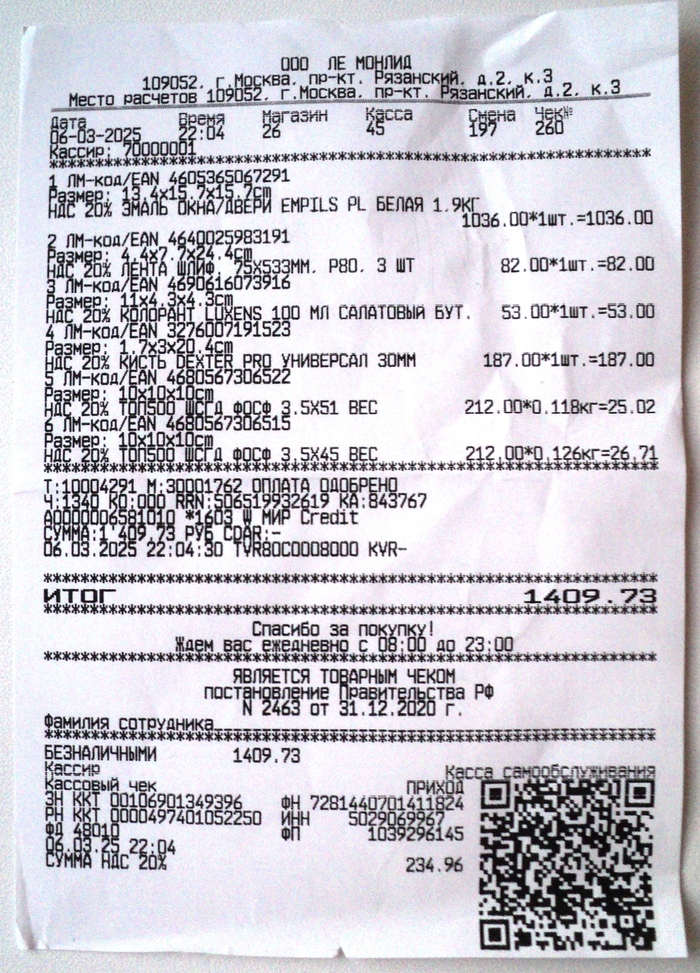 ООО ЛЕ МОНЛИД
109052, г.Москва, пр-кт. Рязанский, д.2, к.3
Место расчетов 109052, г.Москва, пр-кт. Рязанский, д.2, к.3
Дата Время Магазин Касса Смена Чек№
06-03-2025 22:04 26 45 197 260
Кассир: 70000001
********************************************************************
1 ЛМ-код/EAN 4605365067291
Размер: 13.4x15.7x15.7cm
НДС 20% ЭМАЛЬ ОКНА/ДВЕРИ EMPILS PL БЕЛАЯ 1.9КГ
1036.00*1шт.=1036.00
2 ЛМ-код/EAN 4640025983191
Размер: 4.4x7.7x24.4cm
НДС 20% ЛЕНТА ШЛИФ. 75X533ММ, P80, 3 ШТ 82.00*1шт.=82.00
3 ЛМ-код/EAN 4690616073916
Размер: 11x4.3x4.3cm
НДС 20% КОЛОРАНТ LUXENS 100 МЛ САЛАТОВЫЙ БУТ. 53.00*1шт.=53.00
4 ЛМ-код/EAN 3276007191523
Размер: 1.7x3x20.4cm
НДС 20% КИСТЬ DEXTER PRO УНИВЕРСАЛ 30ММ 187.00*1шт.=187.00
5 ЛМ-код/EAN 4680567306522
Размер: 10x10x10cm
НДС 20% ТОП500 ШСГД ФОСФ 3.5X51 ВЕС 212.00*0.118кг=25.02
6 ЛМ-код/EAN 4680567306515
Размер: 10x10x10cm
НДС 20% ТОП500 ШСГД ФОСФ 3.5X45 ВЕС 212.00*0.126кг=26.71
********************************************************************
Т:10004291 М:30001762 ОПЛАТА ОДОБРЕНО
Ч:1340 КО:000 RRN:506519932619 КА:843767
A0000006581010 *1603 W МИР Credit
СУММА:1'409.73 РУБ CDAR:-
06.03.2025 22:04:30 TVR80C0008000 KVR-
********************************************************************
ИТОГ 1409.73
********************************************************************
Спасибо за покупку!
Ждем вас ежедневно с 08:00 до 23:00
********************************************************************
ЯВЛЯЕТСЯ ТОВАРНЫМ ЧЕКОМ
постановление Правительства РФ
N 2463 от 31.12.2020 г.
Фамилия сотрудника
********************************************************************
БЕЗНАЛИЧНЫМИ 1409.73
Кассир Касса самообслуживания
Кассовый чек ПРИХОД
ЗН ККТ 00106901349396 ФН 7281440701411824
РН ККТ 0000497401052250 ИНН 5029069967
ФД 48010 ФП 1039296145
06.03.25 22:04
СУММА НДС 20% 234.96